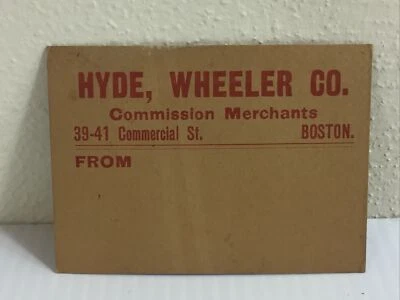 HYDE, WHEELER CO.
Commission Merchants
39-41 Commercial St. BOSTON.
FROM